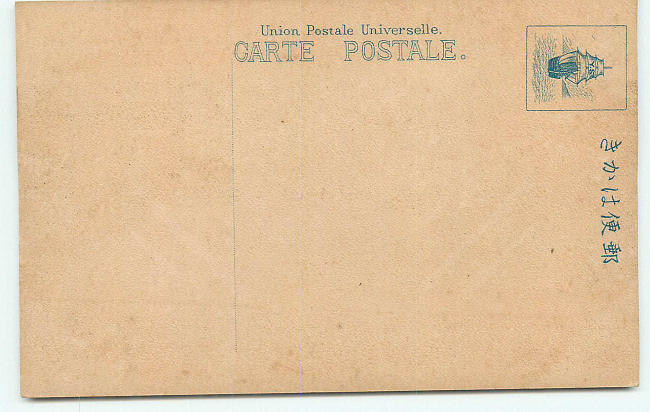 Union Postale Universelle.
CARTE POSTALE。
郵便はかき